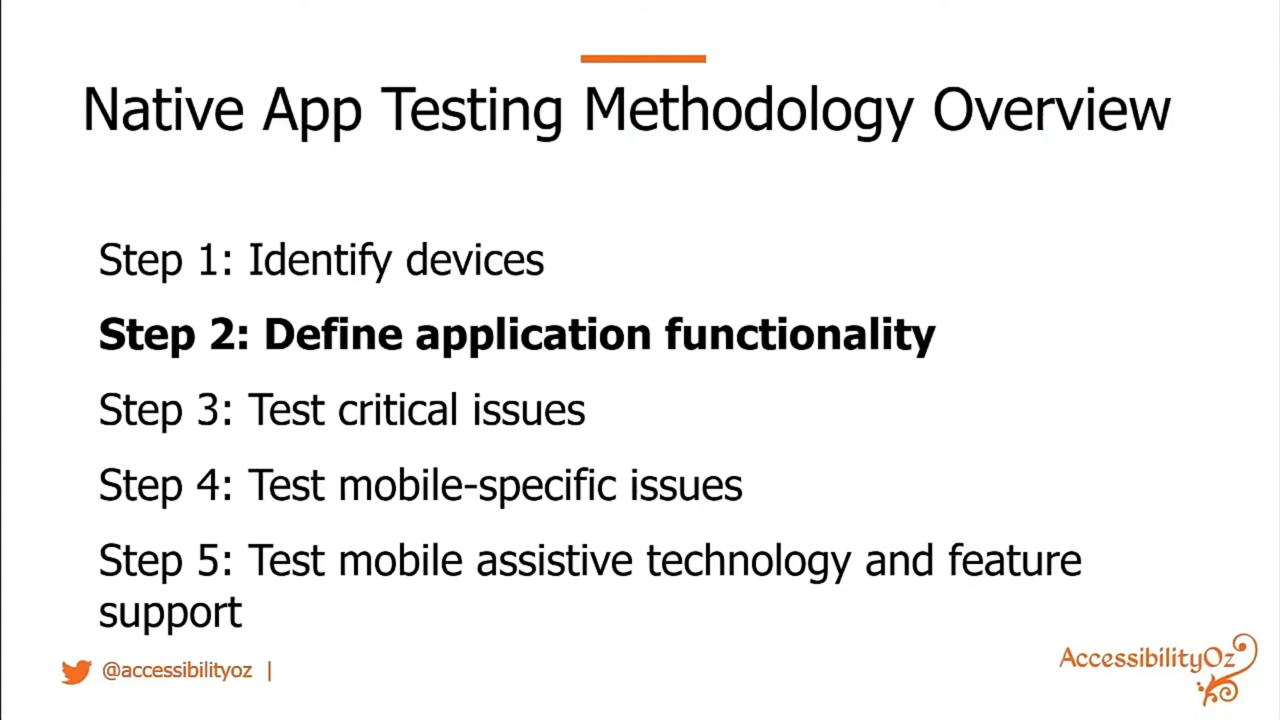 Native App Testing Methodology Overview
Step 1: Identify devices
Step 2: Define application functionality
Step 3: Test critical issues
Step 4: Test mobile-specific issues
Step 5: Test mobile assistive technology and feature
support
@accessibilityoz |
AccessibilityOz